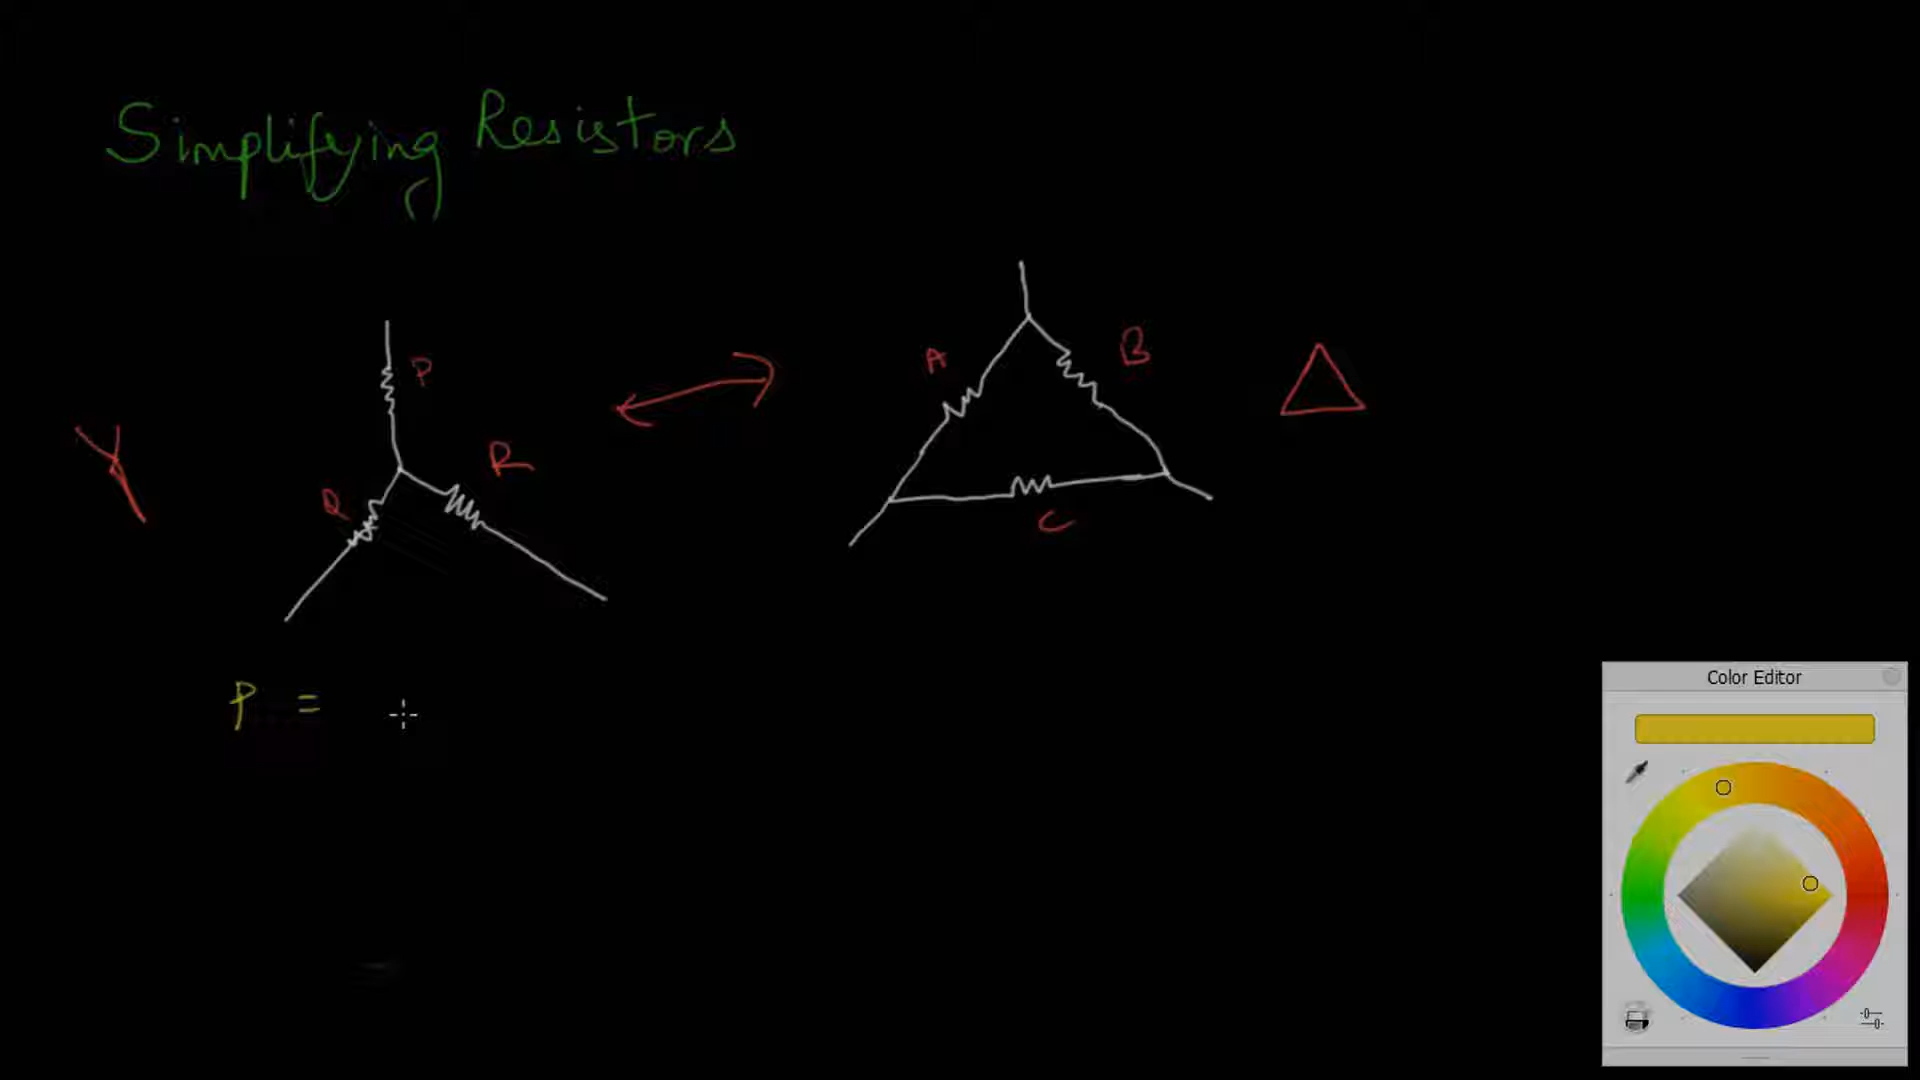 Simplifying Resistors
P
R
Q
Y
A
B
C
Δ
P =
Color Editor